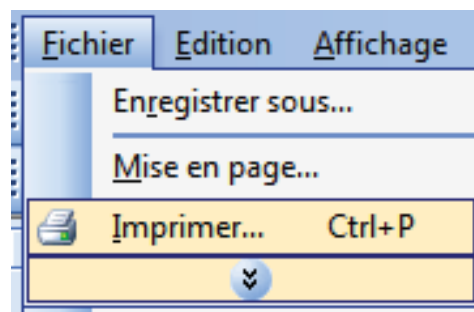 Fichier Edition Affichage
Enregistrer sous...
Mise en page...
Imprimer... Ctrl+P